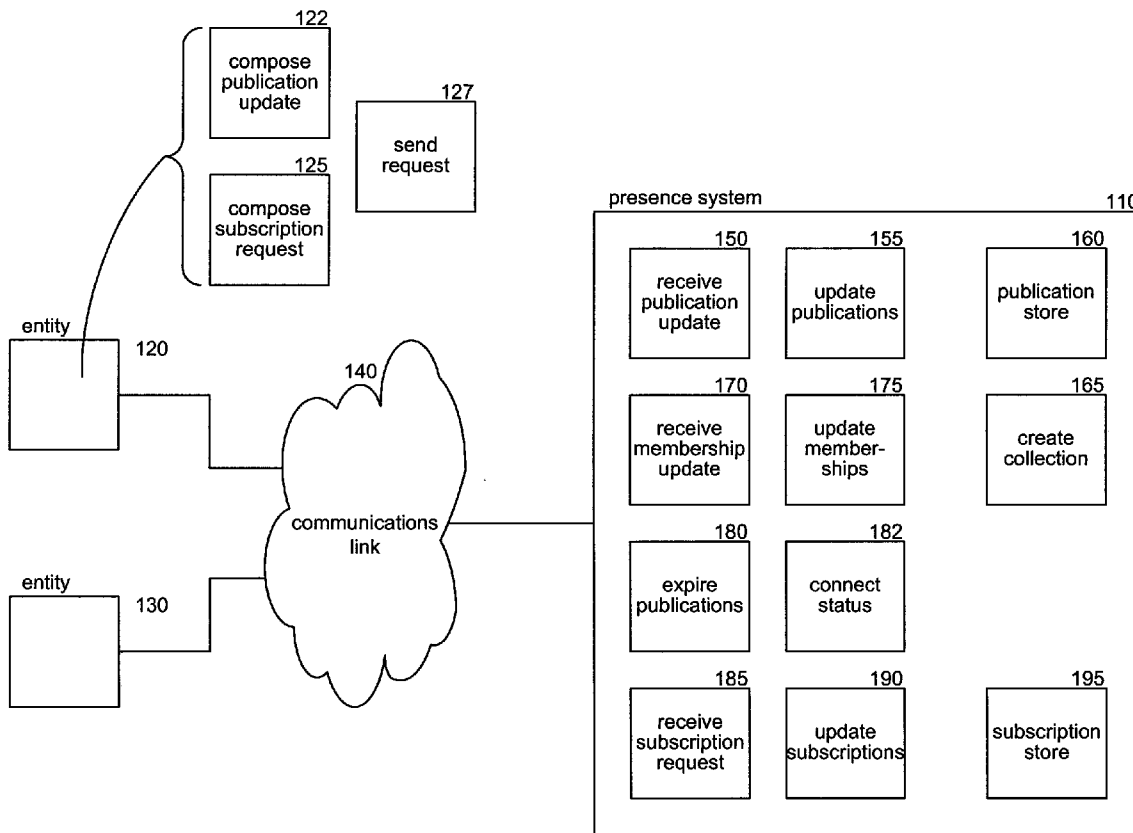 122
compose
publication
update
127
send
request
125
compose
subscription
request
presence system
110
150
receive
publication
update
155
update
publications
160
publication
store
entity
120
140
communications
link
170
receive
membership
update
175
update
member-
ships
165
create
collection
180
expire
publications
182
connect
status
entity
130
185
receive
subscription
request
190
update
subscriptions
195
subscription
store